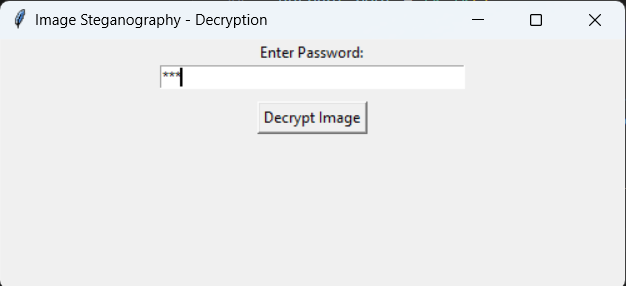 Image Steganography - Decryption
Enter Password:
***
Decrypt Image